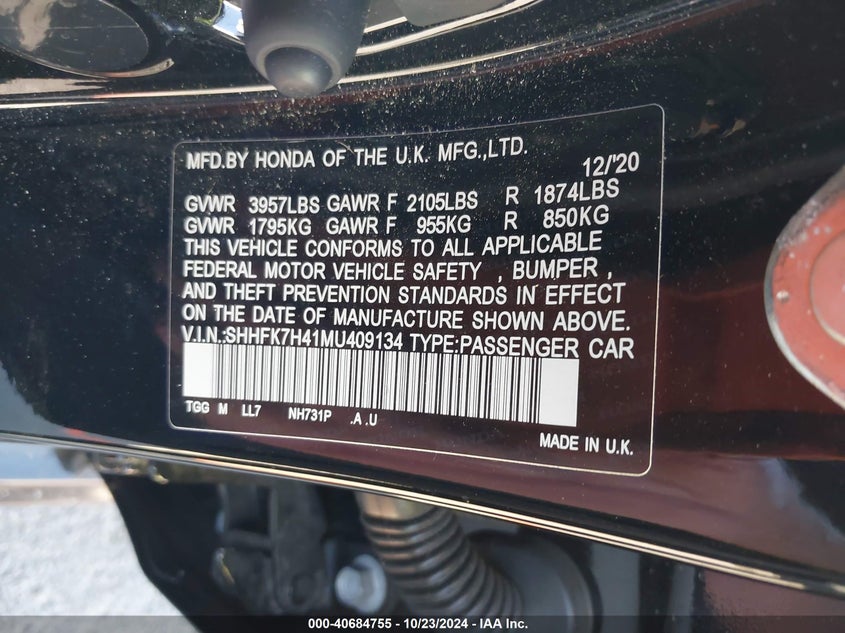 MFD.BY HONDA OF THE U.K. MFG.,LTD.
12/'20
GVWR 3957LBS GAWR F 2105LBS R 1874LBS
GVWR 1795KG GAWR F 955KG R 850KG
THIS VEHICLE CONFORMS TO ALL APPLICABLE
FEDERAL MOTOR VEHICLE SAFETY , BUMPER ,
AND THEFT PREVENTION STANDARDS IN EFFECT
ON THE DATE OF MANUFACTURE SHOWN ABOVE.
V.I.N.:SHHFK7H41MU409134 TYPE:PASSENGER CAR
TGG M LL7 NH731P .A .U
MADE IN U.K.
000-40684755 - 10/23/2024 - IAA Inc.